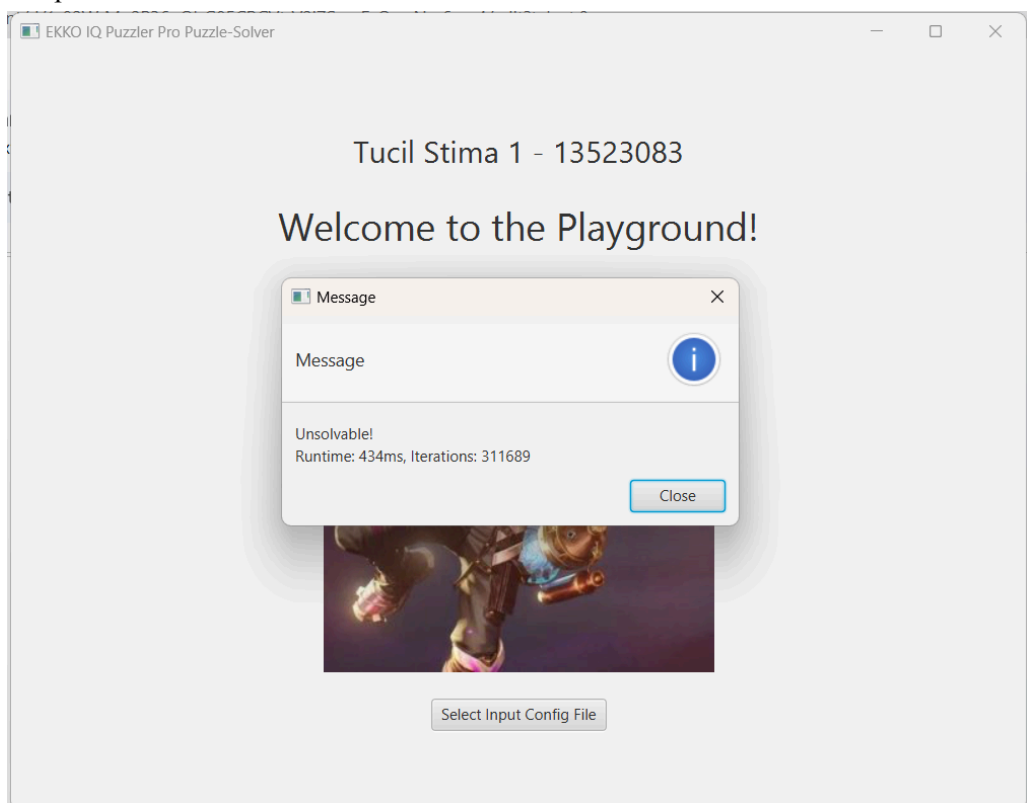 EKKO IQ Puzzler Pro Puzzle-Solver
Tucil Stima 1 - 13523083
Welcome to the Playground!
Message
Message
i
Unsolvable!
Runtime: 434ms, Iterations: 311689
Close
Select Input Config File